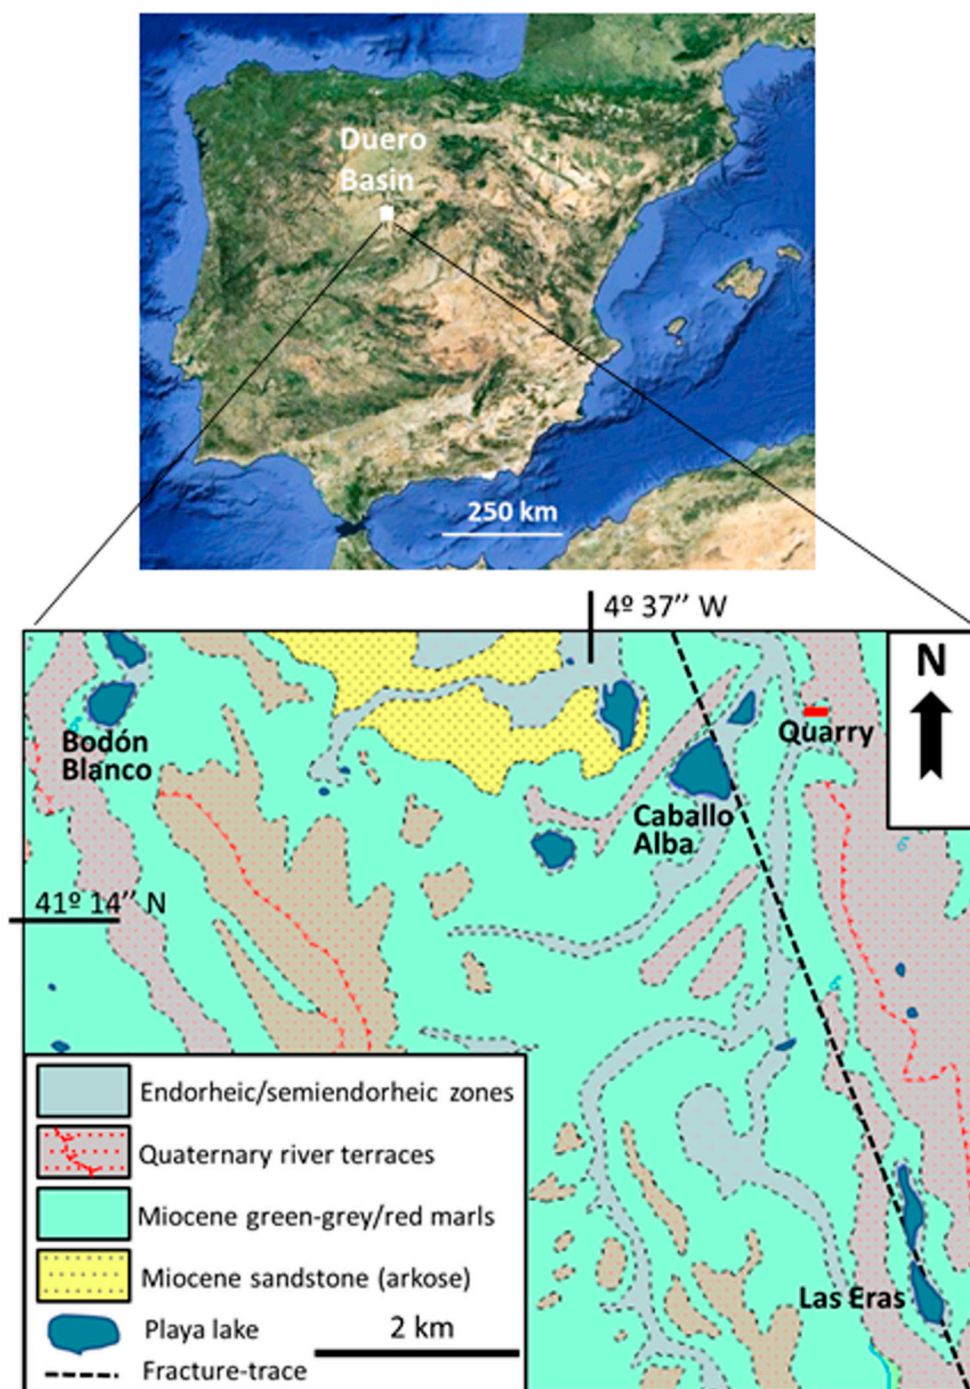 Duero
Basin
250 km
4º 37’’ W
N
Quarry
Bodón
Blanco
Caballo
Alba
41º 14’’ N
Endorheic/semiendorheic zones
Quaternary river terraces
Miocene green-grey/red marls
Miocene sandstone (arkose)
Playa lake
2 km
Fracture-trace
Las Eras